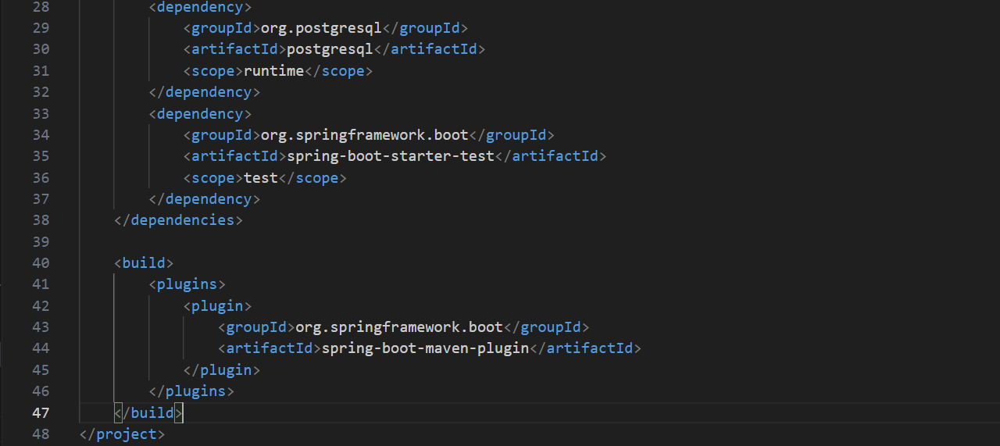 28 <dependency>
29 <groupId>org.postgresql</groupId>
30 <artifactId>postgresql</artifactId>
31 <scope>runtime</scope>
32 </dependency>
33 <dependency>
34 <groupId>org.springframework.boot</groupId>
35 <artifactId>spring-boot-starter-test</artifactId>
36 <scope>test</scope>
37 </dependency>
38 </dependencies>
39
40 <build>
41 <plugins>
42 <plugin>
43 <groupId>org.springframework.boot</groupId>
44 <artifactId>spring-boot-maven-plugin</artifactId>
45 </plugin>
46 </plugins>
47 </build>
48 </project>